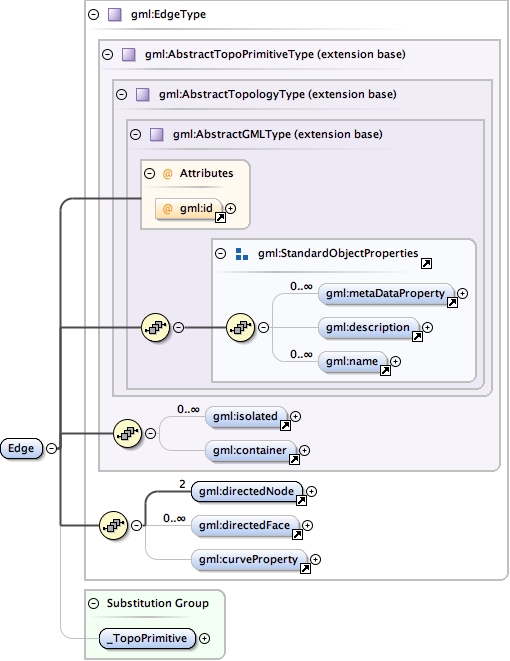 gml:EdgeType
gml:AbstractTopoPrimitiveType (extension base)
gml:AbstractTopologyType (extension base)
gml:AbstractGMLType (extension base)
@ Attributes
@ gml:id
gml:StandardObjectProperties
0..∞
gml:metaDataProperty
gml:description
0..∞
gml:name
0..∞
gml:isolated
gml:container
Edge
2
gml:directedNode
0..∞
gml:directedFace
gml:curveProperty
Substitution Group
_TopoPrimitive